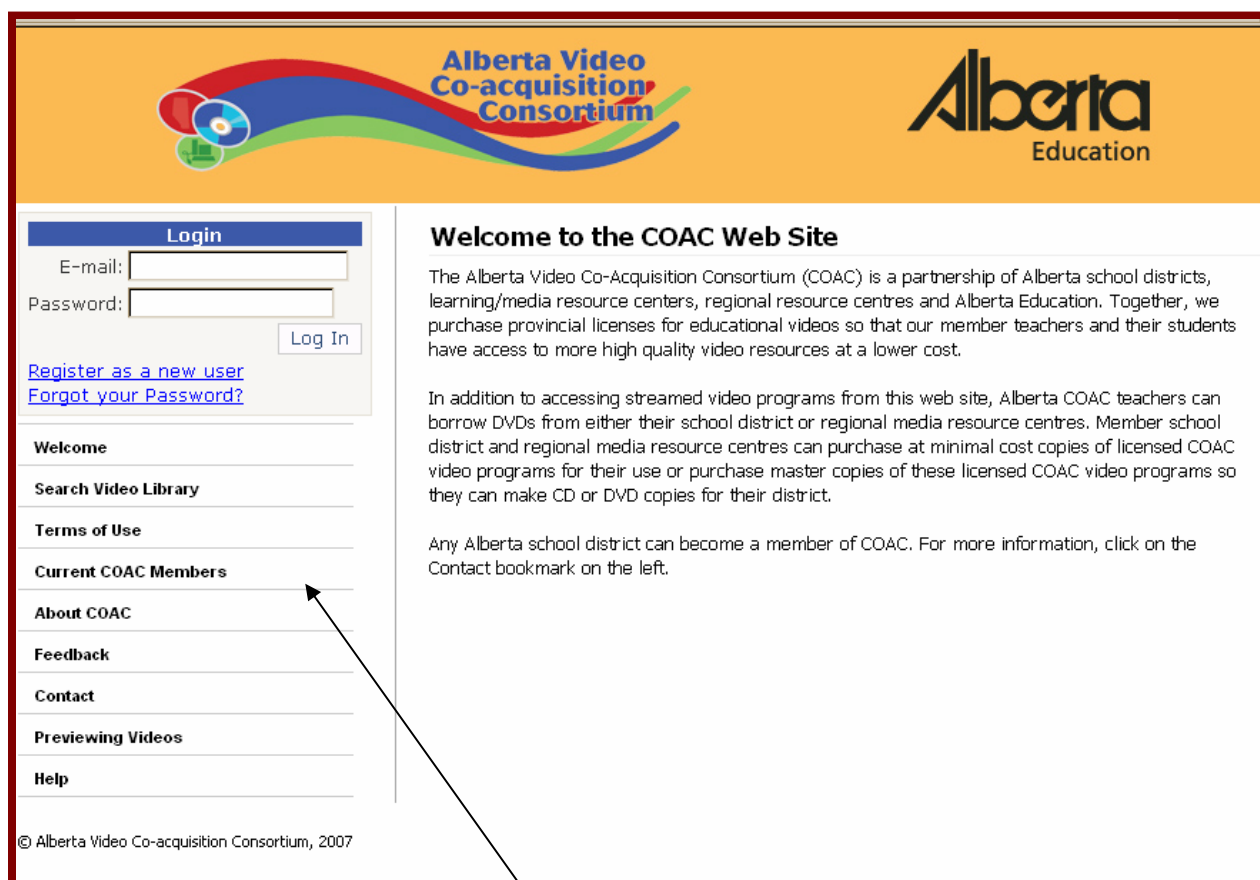 Alberta Video
Co-acquisition
Consortium
Alberta
Education
Login
E-mail:
Password:
Log In
Register as a new user
Forgot your Password?
Welcome
Search Video Library
Terms of Use
Current COAC Members
About COAC
Feedback
Contact
Previewing Videos
Help
© Alberta Video Co-acquisition Consortium, 2007
Welcome to the COAC Web Site
The Alberta Video Co-Acquisition Consortium (COAC) is a partnership of Alberta school districts,
learning/media resource centers, regional resource centres and Alberta Education. Together, we
purchase provincial licenses for educational videos so that our member teachers and their students
have access to more high quality video resources at a lower cost.
In addition to accessing streamed video programs from this web site, Alberta COAC teachers can
borrow DVDs from either their school district or regional media resource centres. Member school
district and regional media resource centres can purchase at minimal cost copies of licensed COAC
video programs for their use or purchase master copies of these licensed COAC video programs so
they can make CD or DVD copies for their district.
Any Alberta school district can become a member of COAC. For more information, click on the
Contact bookmark on the left.